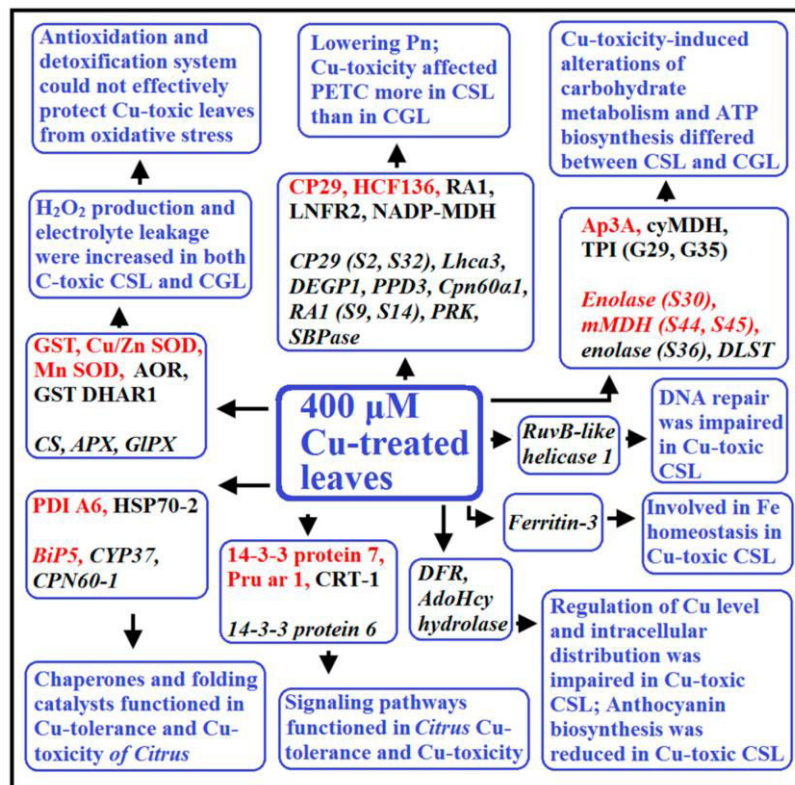 Antioxidation and
detoxification system
could not effectively
protect Cu-toxic leaves
from oxidative stress
Lowering Pn;
Cu-toxicity affected
PETC more in CSL
than in CGL
Cu-toxicity-induced
alterations of
carbohydrate
metabolism and ATP
biosynthesis differed
between CSL and CGL
H₂O₂ production and
electrolyte leakage
were increased in both
C-toxic CSL and CGL
CP29, HCF136, RA1,
LNFR2, NADP-MDH
CP29 (S2, S32), Lhca3,
DEGP1, PPD3, Cpn60α1,
RA1 (S9, S14), PRK,
SBPase
Ap3A, cyMDH,
TPI (G29, G35)
Enolase (S30),
mMDH (S44, S45),
enolase (S36), DLST
GST, Cu/Zn SOD,
Mn SOD, AOR,
GST DHAR1
CS, APX, GlPX
400 μM
Cu-treated
leaves
RuvB-like
helicase 1
DNA repair
was impaired
in Cu-toxic
CSL
PDI A6, HSP70-2
BiP5, CYP37,
CPN60-1
14-3-3 protein 7,
Pru ar 1, CRT-1
14-3-3 protein 6
DFR,
AdoHcy
hydrolase
Ferritin-3
Involved in Fe
homeostasis in
Cu-toxic CSL
Chaperones and folding
catalysts functioned in
Cu-tolerance and Cu-
toxicity of Citrus
Signaling pathways
functioned in Citrus Cu-
tolerance and Cu-toxicity
Regulation of Cu level
and intracellular
distribution was
impaired in Cu-toxic
CSL; Anthocyanin
biosynthesis was
reduced in Cu-toxic CSL